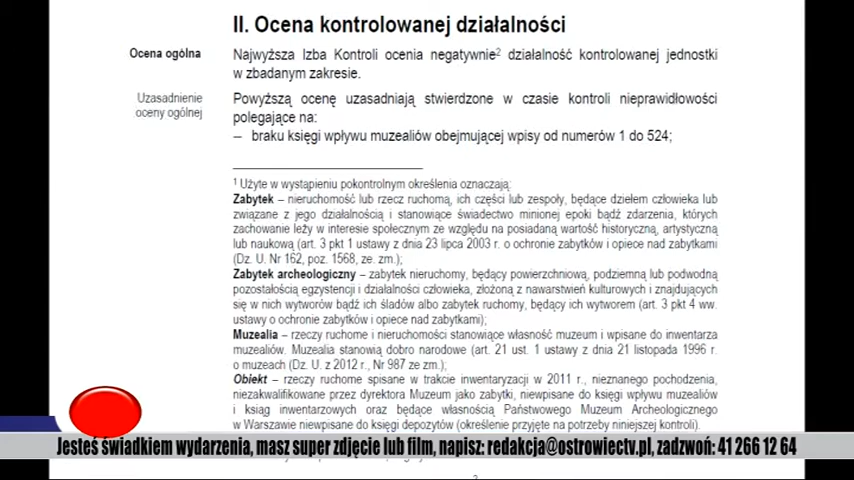 II. Ocena kontrolowanej działalności
Ocena ogólna
Najwyższa Izba Kontroli ocenia negatywnie² działalność kontrolowanej jednostki
w zbadanym zakresie.
Uzasadnienie
oceny ogólnej
Powyższą ocenę uzasadniają stwierdzone w czasie kontroli nieprawidłowości
polegające na:
– braku księgi wpływu muzealiów obejmującej wpisy od numerów 1 do 524;
¹ Użyte w wystąpieniu pokontrolnym określenia oznaczają:
Zabytek – nieruchomość lub rzecz ruchomą, ich części lub zespoły, będące dziełem człowieka lub
związane z jego działalnością i stanowiące świadectwo minionej epoki bądź zdarzenia, których
zachowanie leży w interesie społecznym ze względu na posiadaną wartość historyczną, artystyczną
lub naukową (art. 3 pkt 1 ustawy z dnia 23 lipca 2003 r. o ochronie zabytków i opiece nad zabytkami
(Dz. U. Nr 162, poz. 1568, ze. zm.);
Zabytek archeologiczny – zabytek nieruchomy, będący powierzchniową, podziemną lub podwodną
pozostałością egzystencji i działalności człowieka, złożoną z nawarstwień kulturowych i znajdujących
się w nich wytworów bądź ich śladów albo zabytek ruchomy, będący ich wytworem (art. 3 pkt 4 ww.
ustawy o ochronie zabytków i opiece nad zabytkami);
Muzealia – rzeczy ruchome i nieruchomości stanowiące własność muzeum i wpisane do inwentarza
muzealiów. Muzealia stanowią dobro narodowe (art. 21 ust. 1 ustawy z dnia 21 listopada 1996 r.
o muzeach (Dz. U. z 2012 r., Nr 987 ze zm.);
Obiekt – rzeczy ruchome spisane w trakcie inwentaryzacji w 2011 r., nieznanego pochodzenia,
niezakwalifikowane przez dyrektora Muzeum jako zabytki, niewpisane do księgi wpływu muzealiów
i ksiąg inwentarzowych oraz będące własnością Państwowego Muzeum Archeologicznego
w Warszawie niewpisane do księgi depozytów (określenie przyjęte na potrzeby niniejszej kontroli).
Jesteś świadkiem wydarzenia, masz super zdjęcie lub film, napisz: redakcja@ostrowiectv.pl, zadzwoń: 41 266 12 64